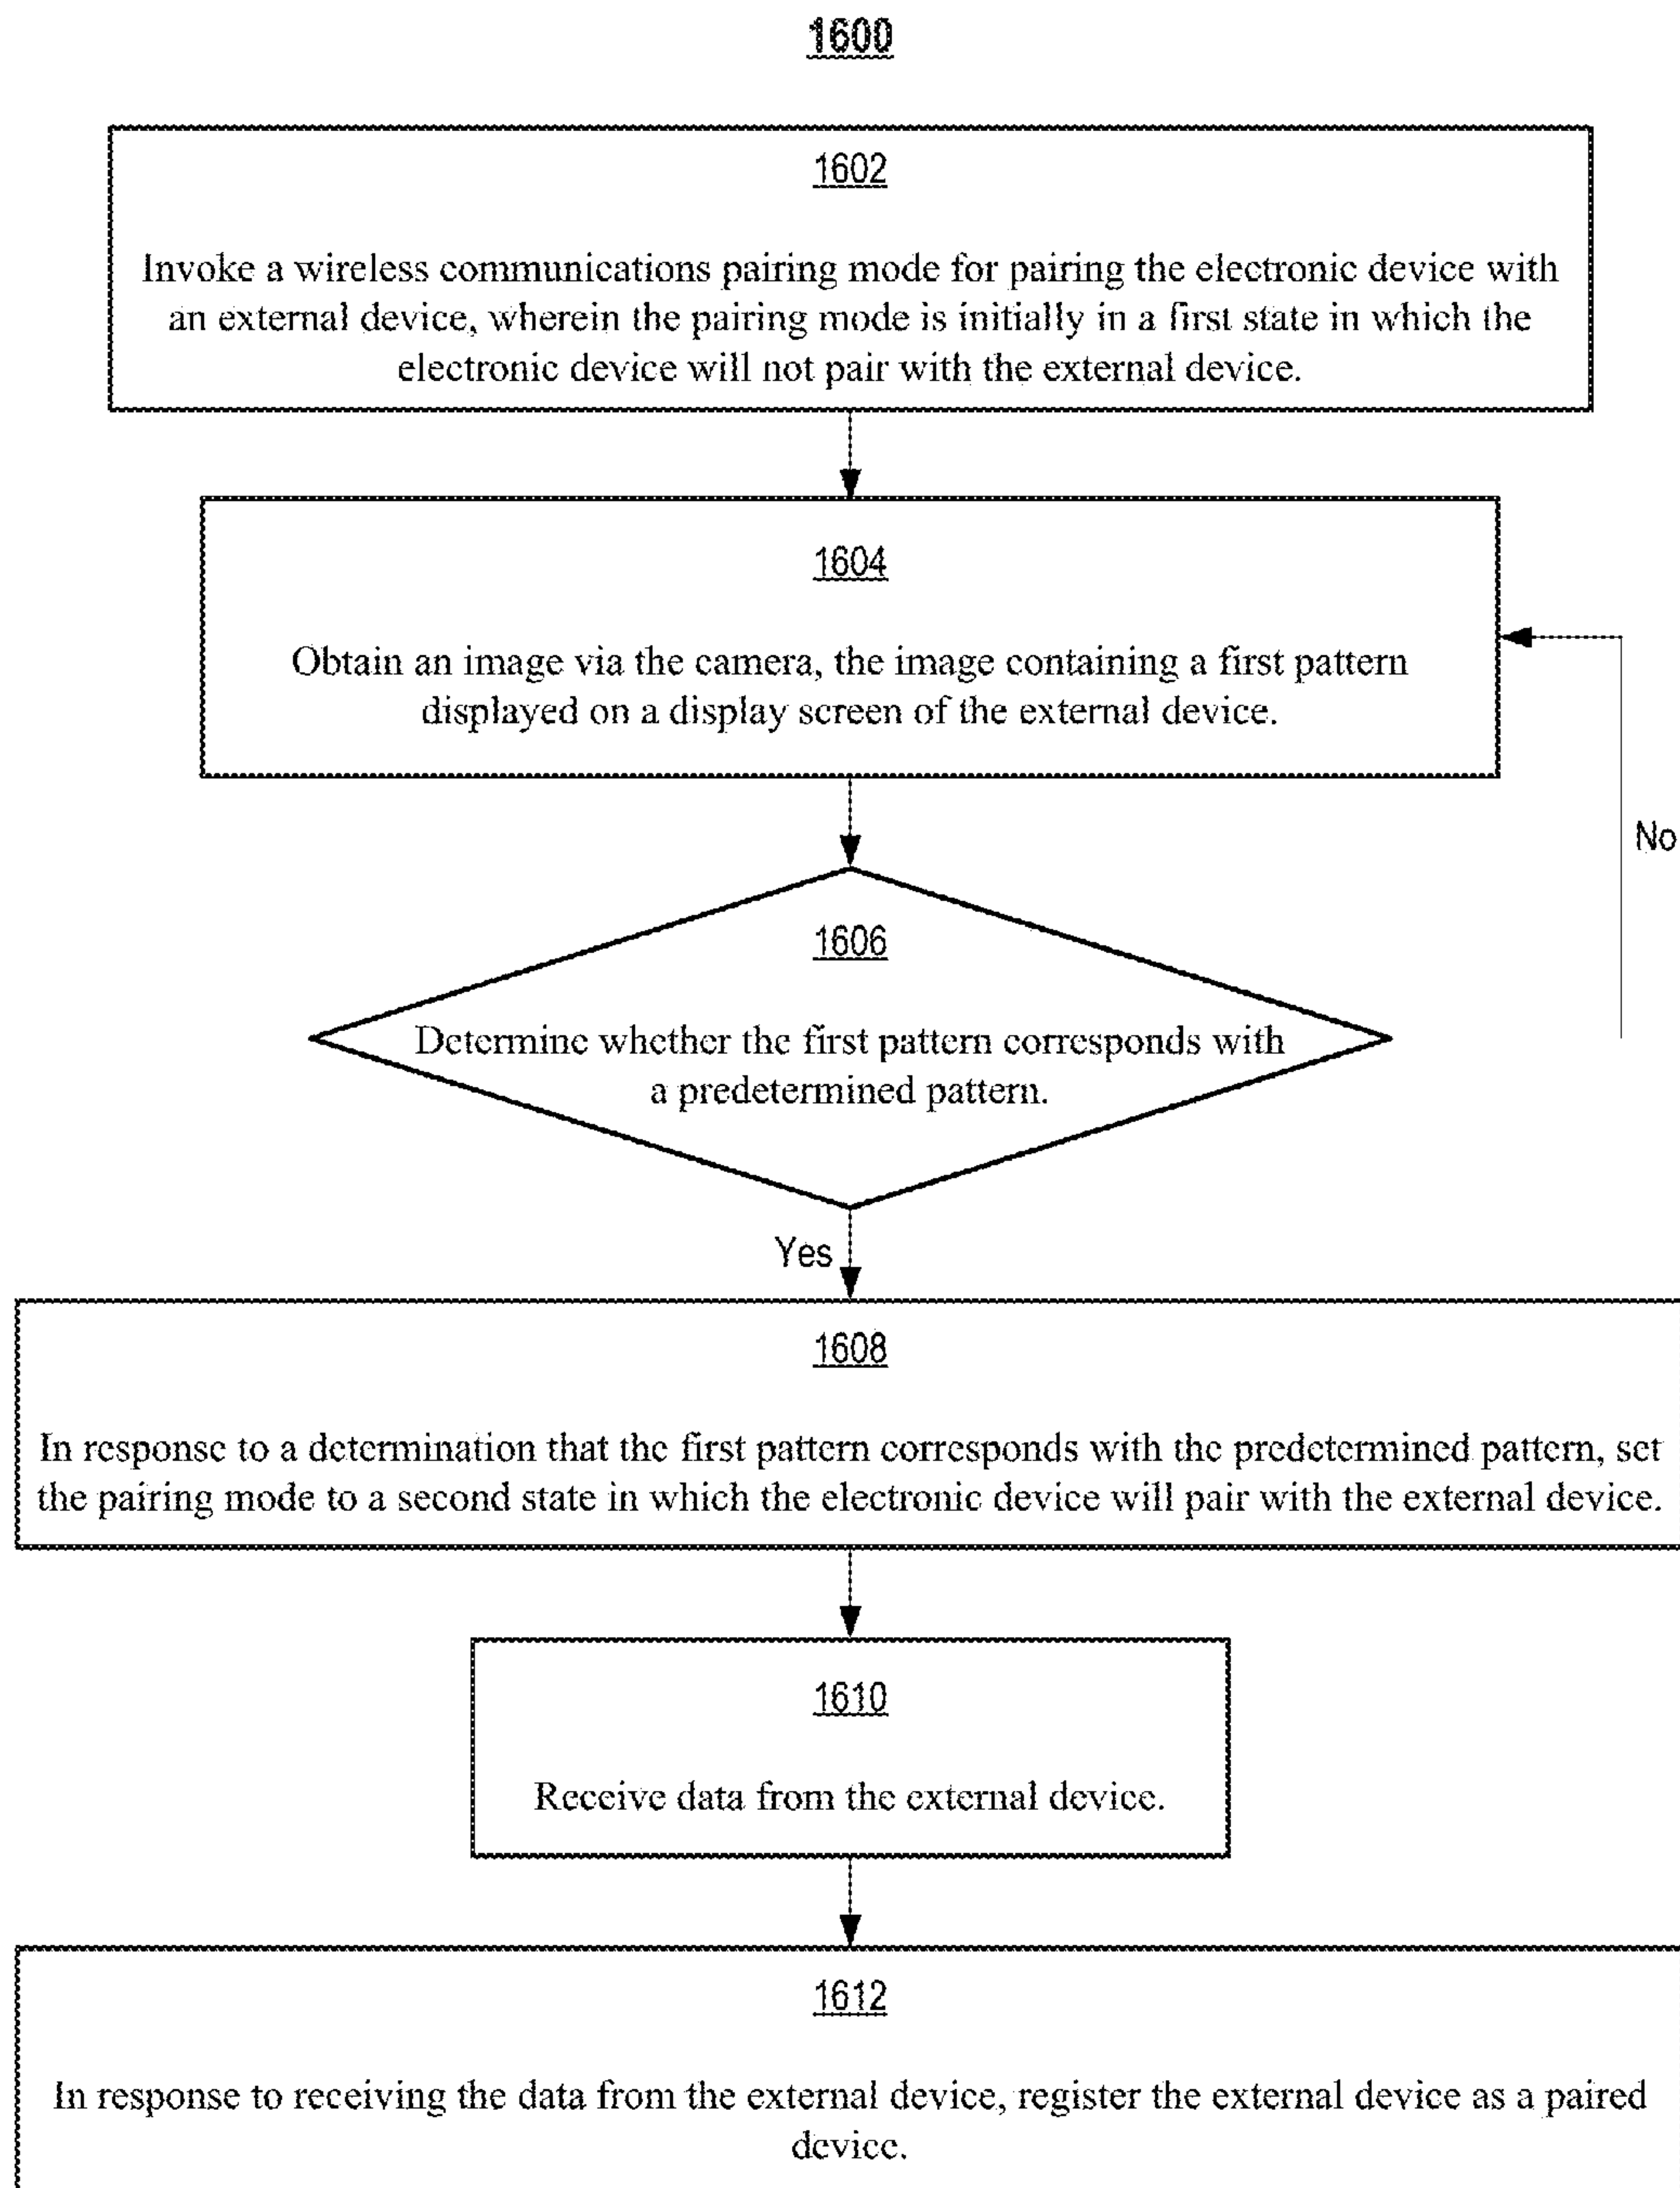 1600
1602
Invoke a wireless communications pairing mode for pairing the electronic device with
an external device, wherein the pairing mode is initially in a first state in which the
electronic device will not pair with the external device.
1604
Obtain an image via the camera, the image containing a first pattern
displayed on a display screen of the external device.
No
1606
Determine whether the first pattern corresponds with
a predetermined pattern.
Yes
1608
In response to a determination that the first pattern corresponds with the predetermined pattern, set
the pairing mode to a second state in which the electronic device will pair with the external device.
1610
Receive data from the external device.
1612
In response to receiving the data from the external device, register the external device as a paired
device.